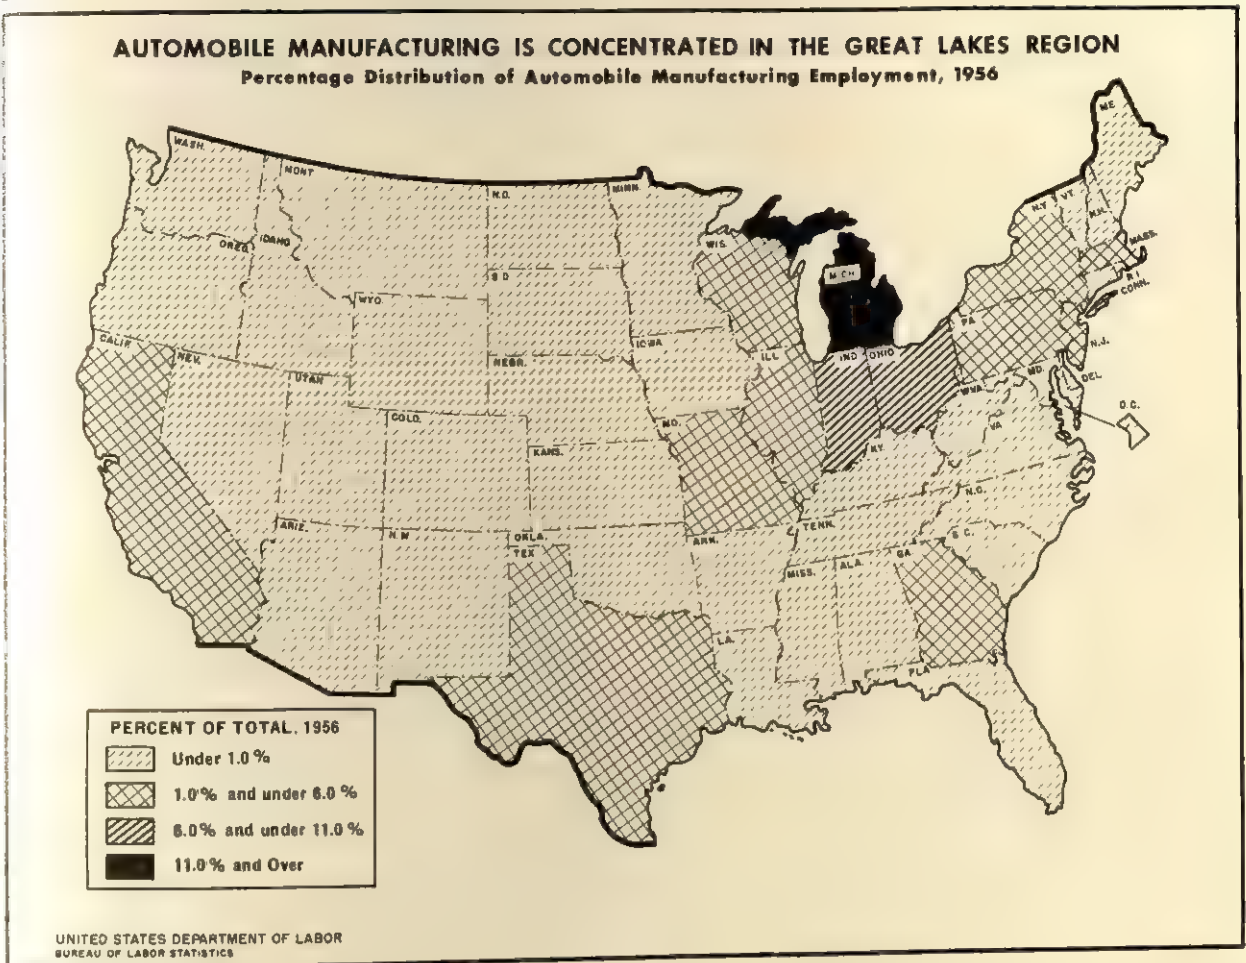 AUTOMOBILE MANUFACTURING IS CONCENTRATED IN THE GREAT LAKES REGION
Percentage Distribution of Automobile Manufacturing Employment, 1956
ME.
WASH.
MONT
N.D.
MINN.
N.Y.
VT.
N.H.
MASS.
R.I.
CONN.
OREG.
IDAHO
WIS.
MICH
S.D.
WYO.
PA
N.J.
CALIF.
NEV.
IOWA
ILL
IND
OHIO
NEBR.
UTAH
MD.
DEL
W.VA.
D.C.
COLO.
MO.
VA
KY.
KANS.
N.C.
ARIZ.
N.M
OKLA.
TEX
ARK.
TENN.
S.C.
MISS.
ALA.
GA
LA.
FLA
PERCENT OF TOTAL, 1956
Under 1.0%
1.0% and under 6.0%
6.0% and under 11.0%
11.0% and Over
UNITED STATES DEPARTMENT OF LABOR
BUREAU OF LABOR STATISTICS